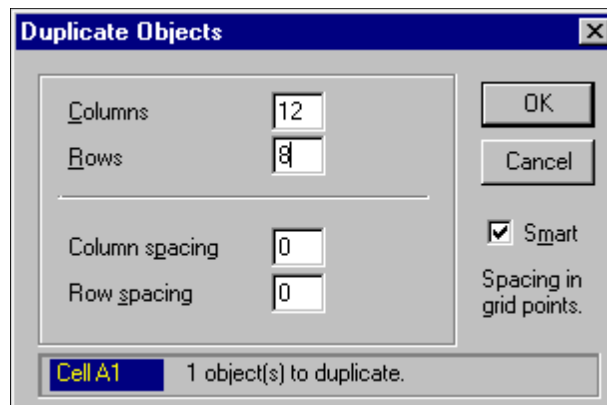 Duplicate Objects
Columns 12
Rows 8
Column spacing 0
Row spacing 0
OK
Cancel
Smart
Spacing in
grid points.
Cell A1 1 object(s) to duplicate.